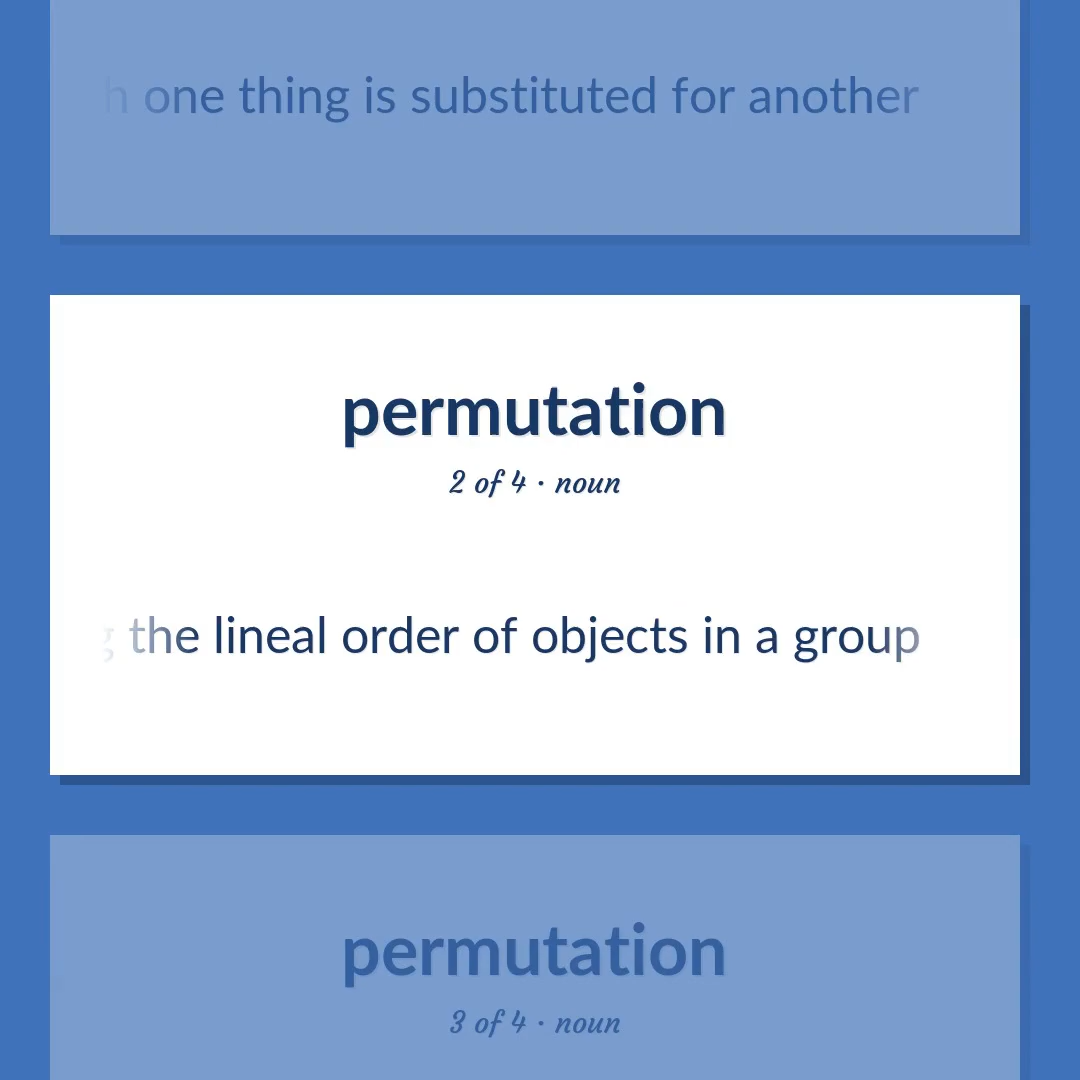 one thing is substituted for another
permutation
2 of 4 · noun
the lineal order of objects in a group
permutation
3 of 4 · noun